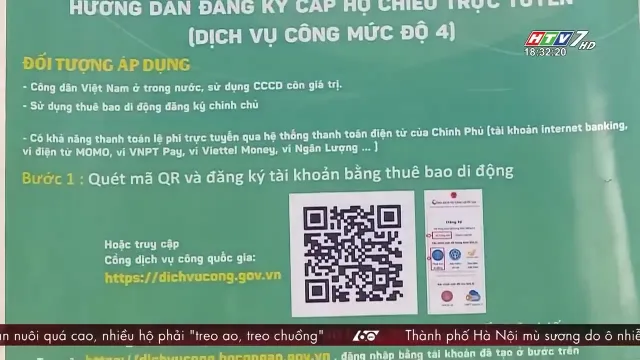 HƯỚNG DẪN ĐĂNG KÝ CẤP HỘ CHIẾU TRỰC TUYẾN
(DỊCH VỤ CÔNG MỨC ĐỘ 4)
HTV7 HD
18:32:20
ĐỐI TƯỢNG ÁP DỤNG
- Công dân Việt Nam ở trong nước, sử dụng CCCD còn giá trị.
- Sử dụng thuê bao di động đăng ký chính chủ
- Có khả năng thanh toán lệ phí trực tuyến qua hệ thống thanh toán điện tử của Chính Phủ (tài khoản internet banking,
ví điện tử MOMO, ví VNPT Pay, ví Viettel Money, ví Ngân Lượng ... )
Bước 1 : Quét mã QR và đăng ký tài khoản bằng thuê bao di động
Hoặc truy cập
Cổng dịch vụ công quốc gia:
https://dichvucong.gov.vn
n nuôi quá cao, nhiều hộ phải "treo ao, treo chuồng"
60
Thành phố Hà Nội mù sương do ô nhiễ
https://dichvucong.bocongan.gov.vn , đăng nhập bằng tài khoản đã tạo ở bước trên